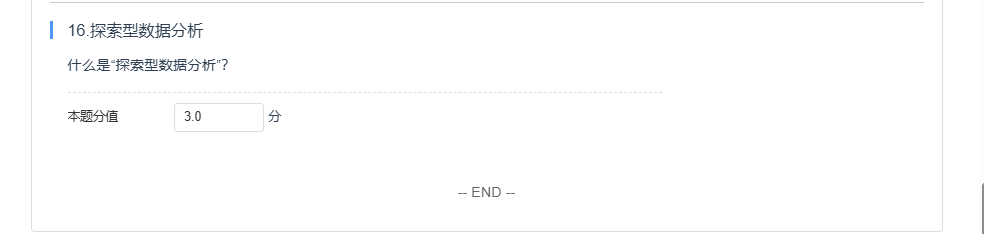 16.探索型数据分析
什么是“探索型数据分析”?
本题分值 3.0 分
-- END --